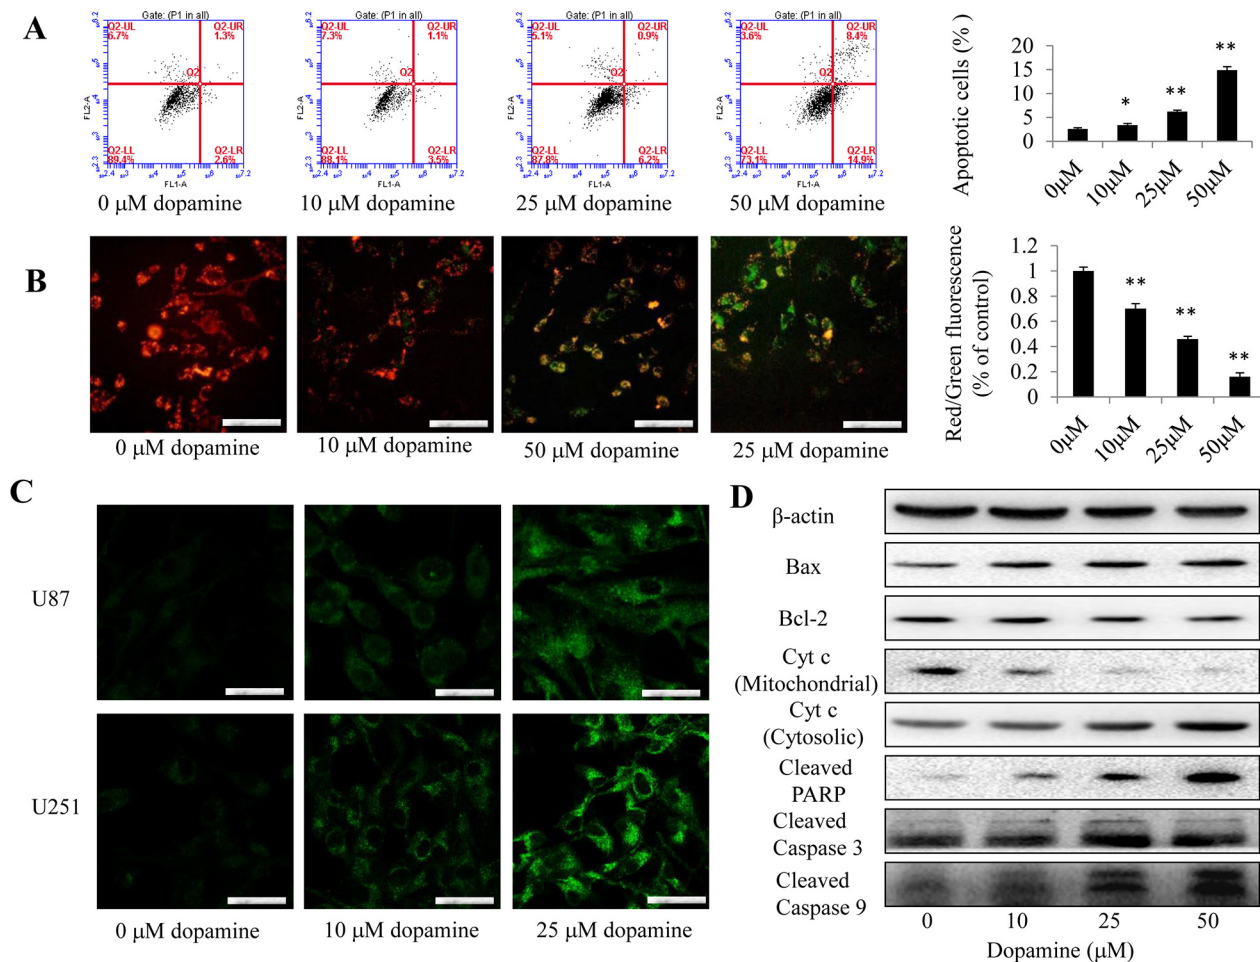 A
Gate: (P1 in all)
Q2-UL
6.7%
Q2-UR
1.3%
Q2
Q2-LL
89.4%
Q2-LR
2.6%
FL2-A
FL1-A
0 µM dopamine
Gate: (P1 in all)
Q2-UL
7.3%
Q2-UR
1.1%
Q2
Q2-LL
88.1%
Q2-LR
3.5%
FL2-A
FL1-A
10 µM dopamine
Gate: (P1 in all)
Q2-UL
5.1%
Q2-UR
0.9%
Q2
Q2-LL
87.8%
Q2-LR
6.2%
FL2-A
FL1-A
25 µM dopamine
Gate: (P1 in all)
Q2-UL
3.6%
Q2-UR
8.4%
Q2
Q2-LL
73.1%
Q2-LR
14.9%
FL2-A
FL1-A
50 µM dopamine
Apoptotic cells (%)
20
15
10
5
0
*
**
**
0µM
10µM
25µM
50µM
B
0 µM dopamine
10 µM dopamine
50 µM dopamine
25 µM dopamine
Red/Green fluorescence
(% of control)
1.2
1
0.8
0.6
0.4
0.2
0
**
**
**
0µM
10µM
25µM
50µM
C
U87
U251
0 µM dopamine
10 µM dopamine
25 µM dopamine
D
β-actin
Bax
Bcl-2
Cyt c
(Mitochondrial)
Cyt c
(Cytosolic)
Cleaved
PARP
Cleaved
Caspase 3
Cleaved
Caspase 9
0
10
25
50
Dopamine (µM)